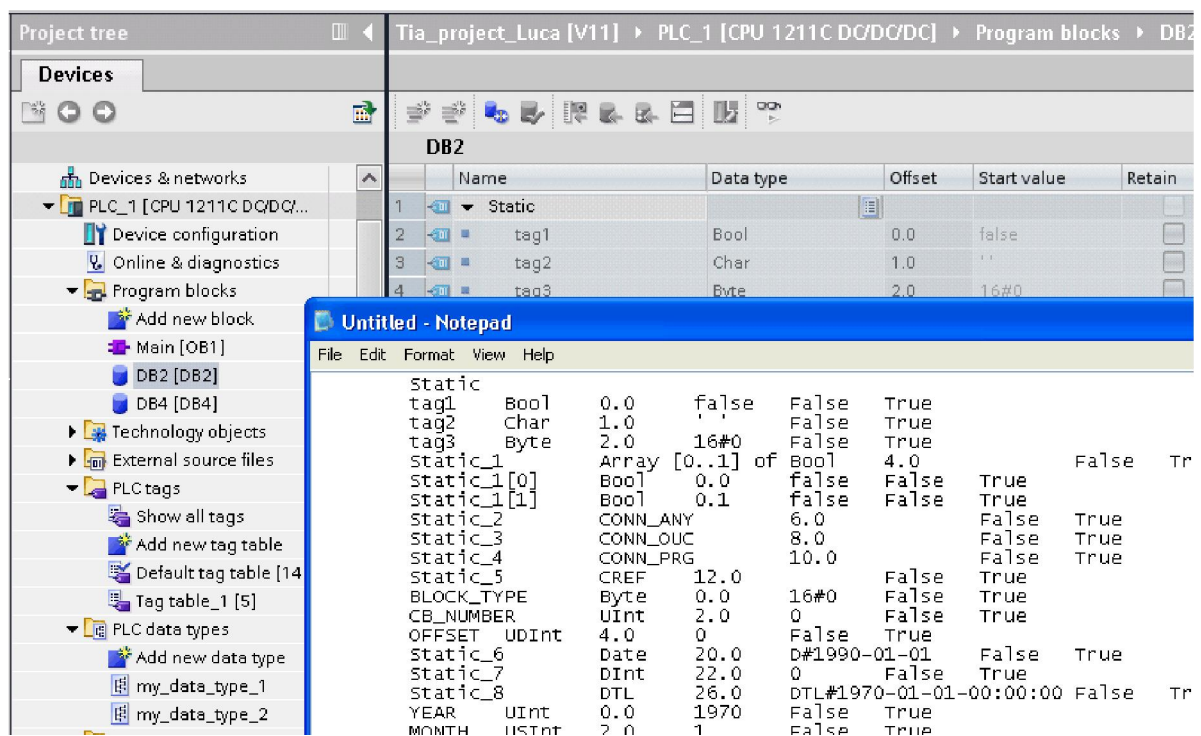 Project tree
Devices
Devices & networks
PLC_1 [CPU 1211C DC/DC/...
Device configuration
Online & diagnostics
Program blocks
Add new block
Main [OB1]
DB2 [DB2]
DB4 [DB4]
Technology objects
External source files
PLC tags
Show all tags
Add new tag table
Default tag table [14
Tag table_1 [5]
PLC data types
Add new data type
my_data_type_1
my_data_type_2
Tia_project_Luca [V11] PLC_1 [CPU 1211C DC/DC/DC] Program blocks DB2
DB2
Name Data type Offset Start value Retain
1 Static
2 tag1 Bool 0.0 false
3 tag2 Char 1.0 ' '
4 tag3 Byte 2.0 16#0
Untitled - Notepad
File Edit Format View Help
Static
tag1 Bool 0.0 false False True
tag2 Char 1.0 ' ' False True
tag3 Byte 2.0 16#0 False True
Static_1 Array [0..1] of Bool 4.0 False Tr
Static_1[0] Bool 0.0 false False True
Static_1[1] Bool 0.1 false False True
Static_2 CONN_ANY 6.0 False True
Static_3 CONN_OUC 8.0 False True
Static_4 CONN_PRG 10.0 False True
Static_5 CREF 12.0 False True
BLOCK_TYPE Byte 0.0 16#0 False True
CB_NUMBER UInt 2.0 0 False True
OFFSET UDInt 4.0 0 False True
Static_6 Date 20.0 D#1990-01-01 False True
Static_7 DInt 22.0 0 False True
Static_8 DTL 26.0 DTL#1970-01-01-00:00:00 False Tr
YEAR UInt 0.0 1970 False True
MONTH USInt 2.0 1 False True